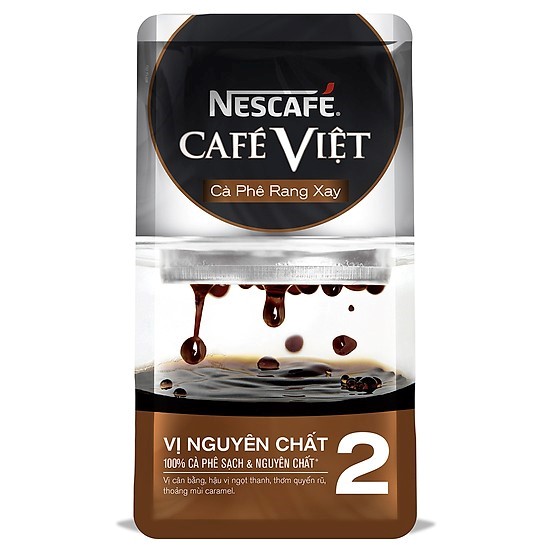 NESCAFÉ®
CAFÉ VIỆT
Cà Phê Rang Xay
VỊ NGUYÊN CHẤT
100% CÀ PHÊ SẠCH & NGUYÊN CHẤT*
Vị cân bằng, hậu vị ngọt thanh, thơm quyến rũ,
thoảng mùi caramel.
2